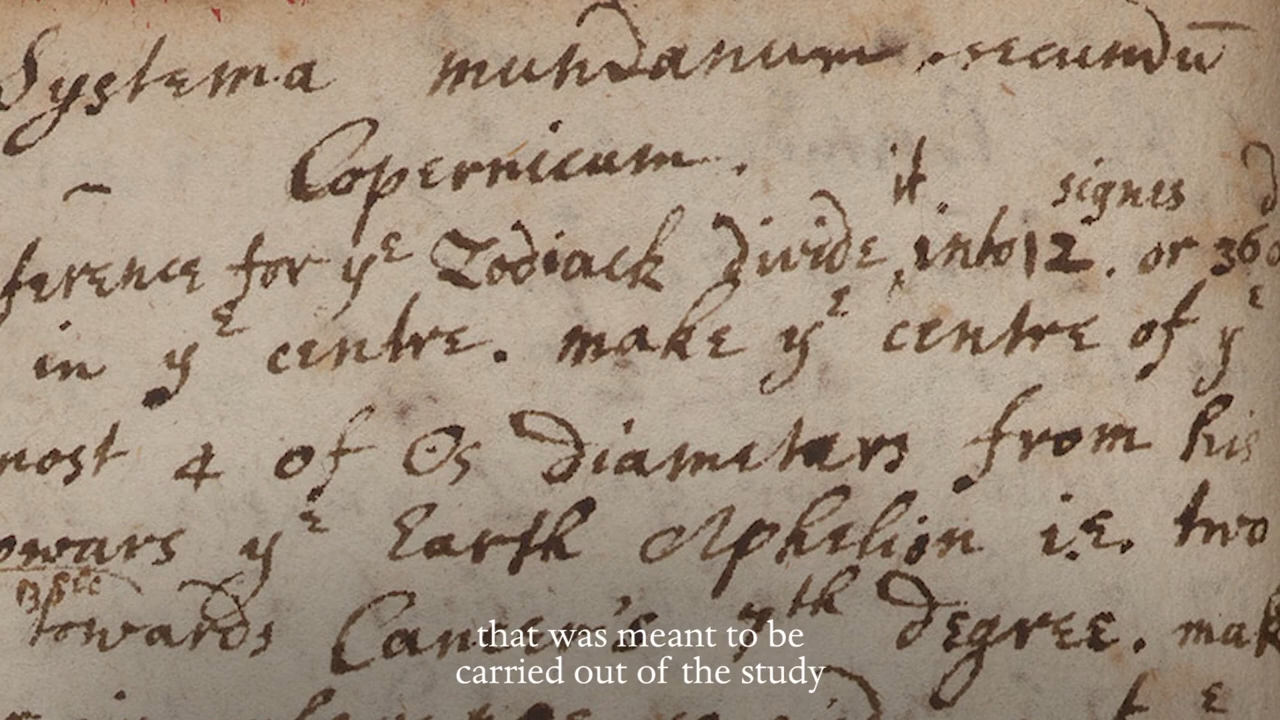 Systema mundanum secundū
Copernicum.
it signes d
ference for yᵉ Zodiack divide, into 12. or 360
in yᵉ centre. make yᵉ centre of yᵉ
most 4 of ☉s diameters from his
owars yᵉ Earth Aphelion i.e. two
towards Cancer's 7th degree. mak
that was meant to be
carried out of the study